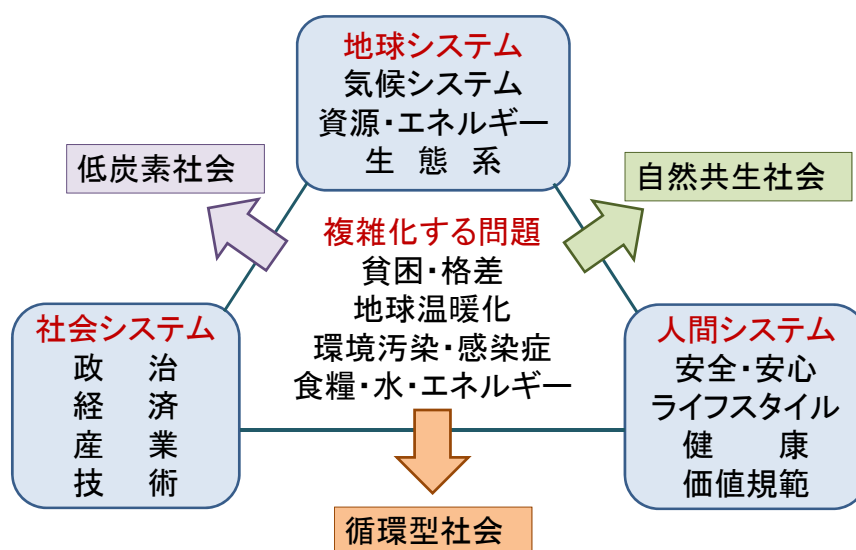 地球システム
気候システム
資源・エネルギー
生　態　系
低炭素社会
自然共生社会
複雑化する問題
貧困・格差
地球温暖化
環境汚染・感染症
食糧・水・エネルギー
社会システム
政　　治
経　　済
産　　業
技　　術
人間システム
安全・安心
ライフスタイル
健　　康
価値規範
循環型社会